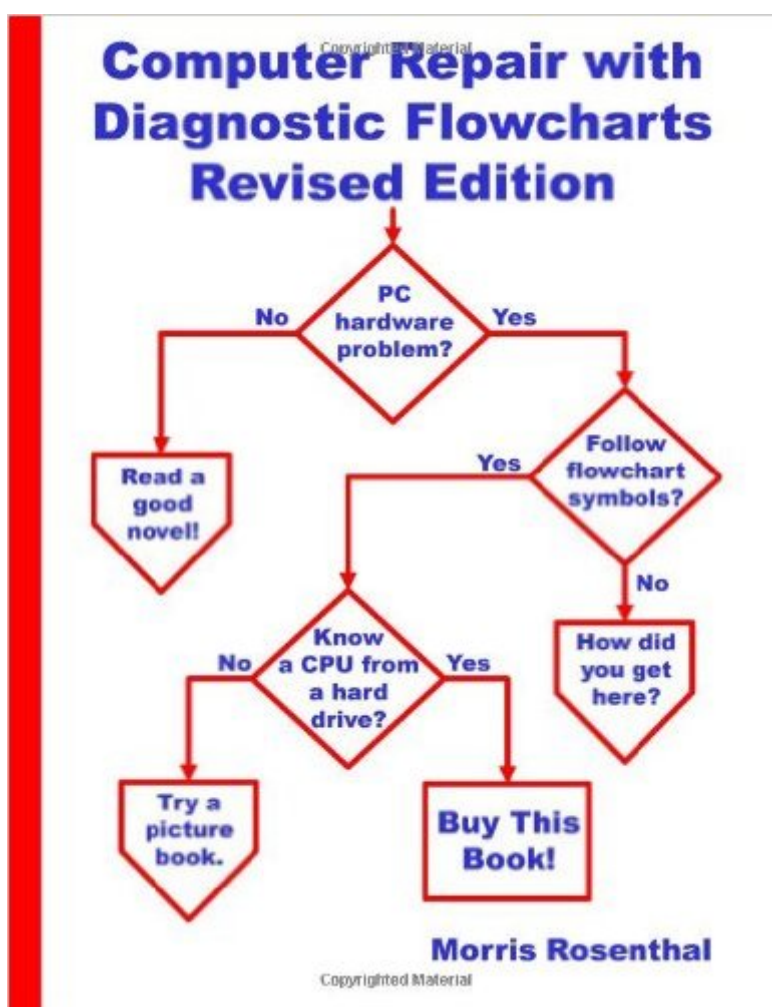 Copyrighted Material
Computer Repair with
Diagnostic Flowcharts
Revised Edition
PC
hardware
problem?
No
Yes
Read a
good
novel!
Follow
flowchart
symbols?
Yes
No
How did
you get
here?
Know
a CPU from
a hard
drive?
No
Yes
Try a
picture
book.
Buy This
Book!
Morris Rosenthal
Copyrighted Material